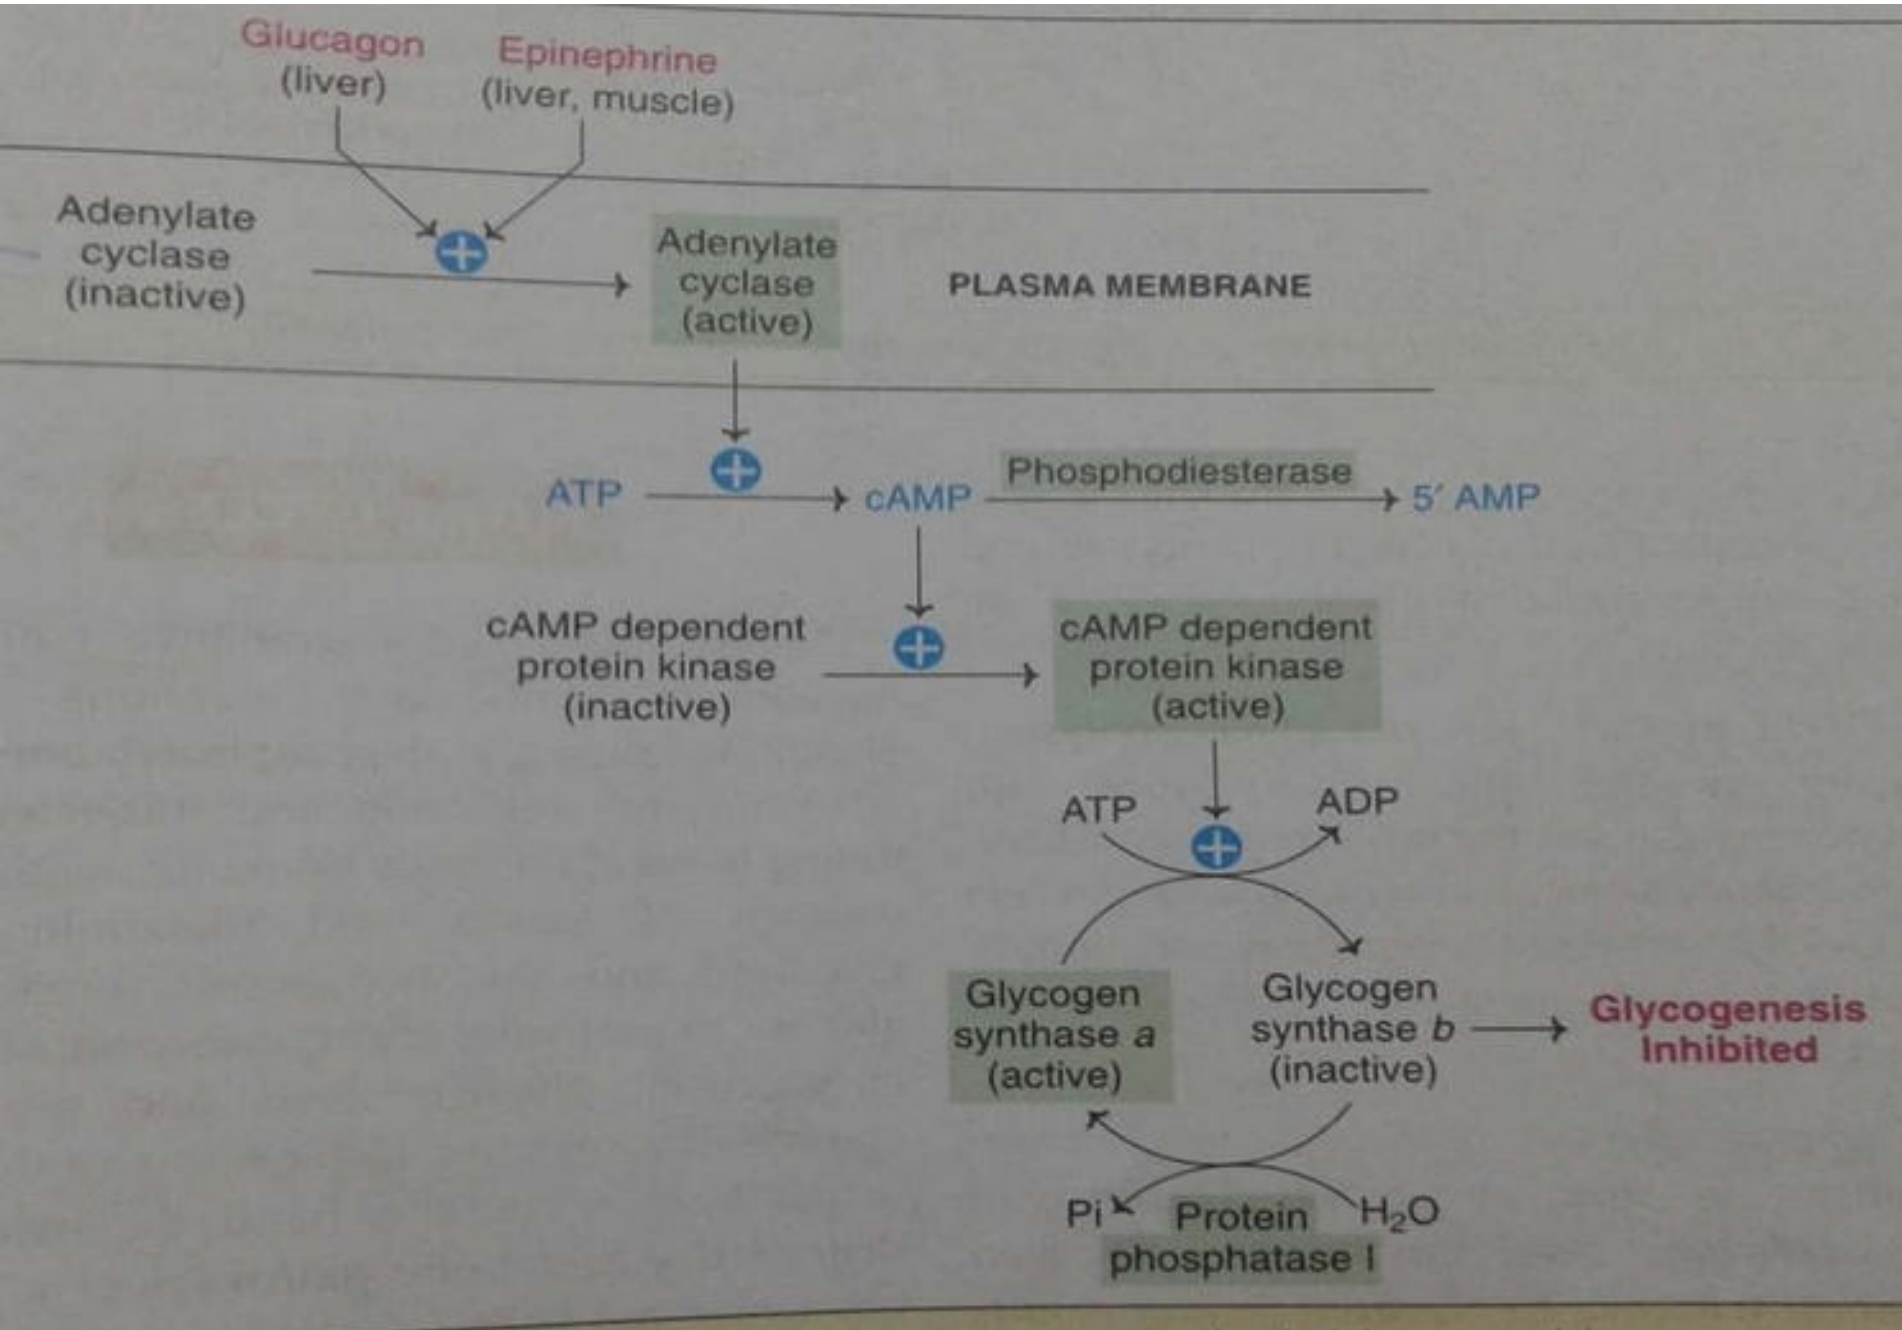 Glucagon
(liver)
Epinephrine
(liver, muscle)
Adenylate
cyclase
(inactive)
Adenylate
cyclase
(active)
PLASMA MEMBRANE
ATP
cAMP
Phosphodiesterase
5′ AMP
cAMP dependent
protein kinase
(inactive)
cAMP dependent
protein kinase
(active)
ATP
ADP
Glycogen
synthase a
(active)
Glycogen
synthase b
(inactive)
Glycogenesis
Inhibited
Pi
Protein
phosphatase I
H₂O